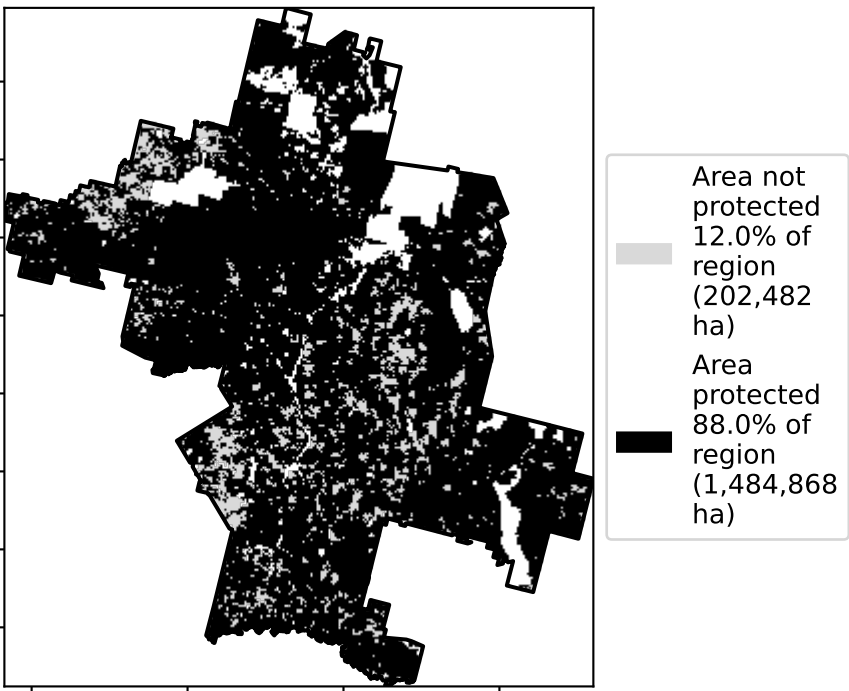 Area not
protected
12.0% of
region
(202,482
ha)
Area
protected
88.0% of
region
(1,484,868
ha)